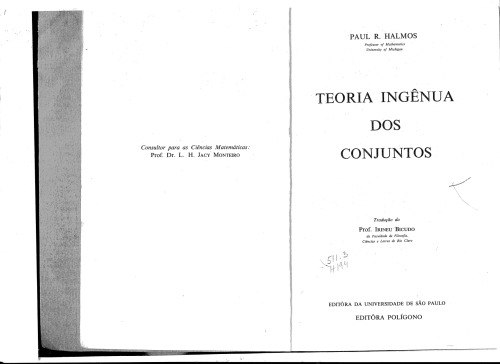 Consultor para as Ciências Matemáticas:
Prof. Dr. L. H. Jacy Monteiro
PAUL R. HALMOS
Professor of Mathematics
University of Michigan
TEORIA INGÊNUA
DOS
CONJUNTOS
Tradução do
Prof. Irineu Bicudo
da Faculdade de Filosofia,
Ciências e Letras de Rio Claro
511.3
H194
EDITÔRA DA UNIVERSIDADE DE SÃO PAULO
EDITÔRA POLÍGONO